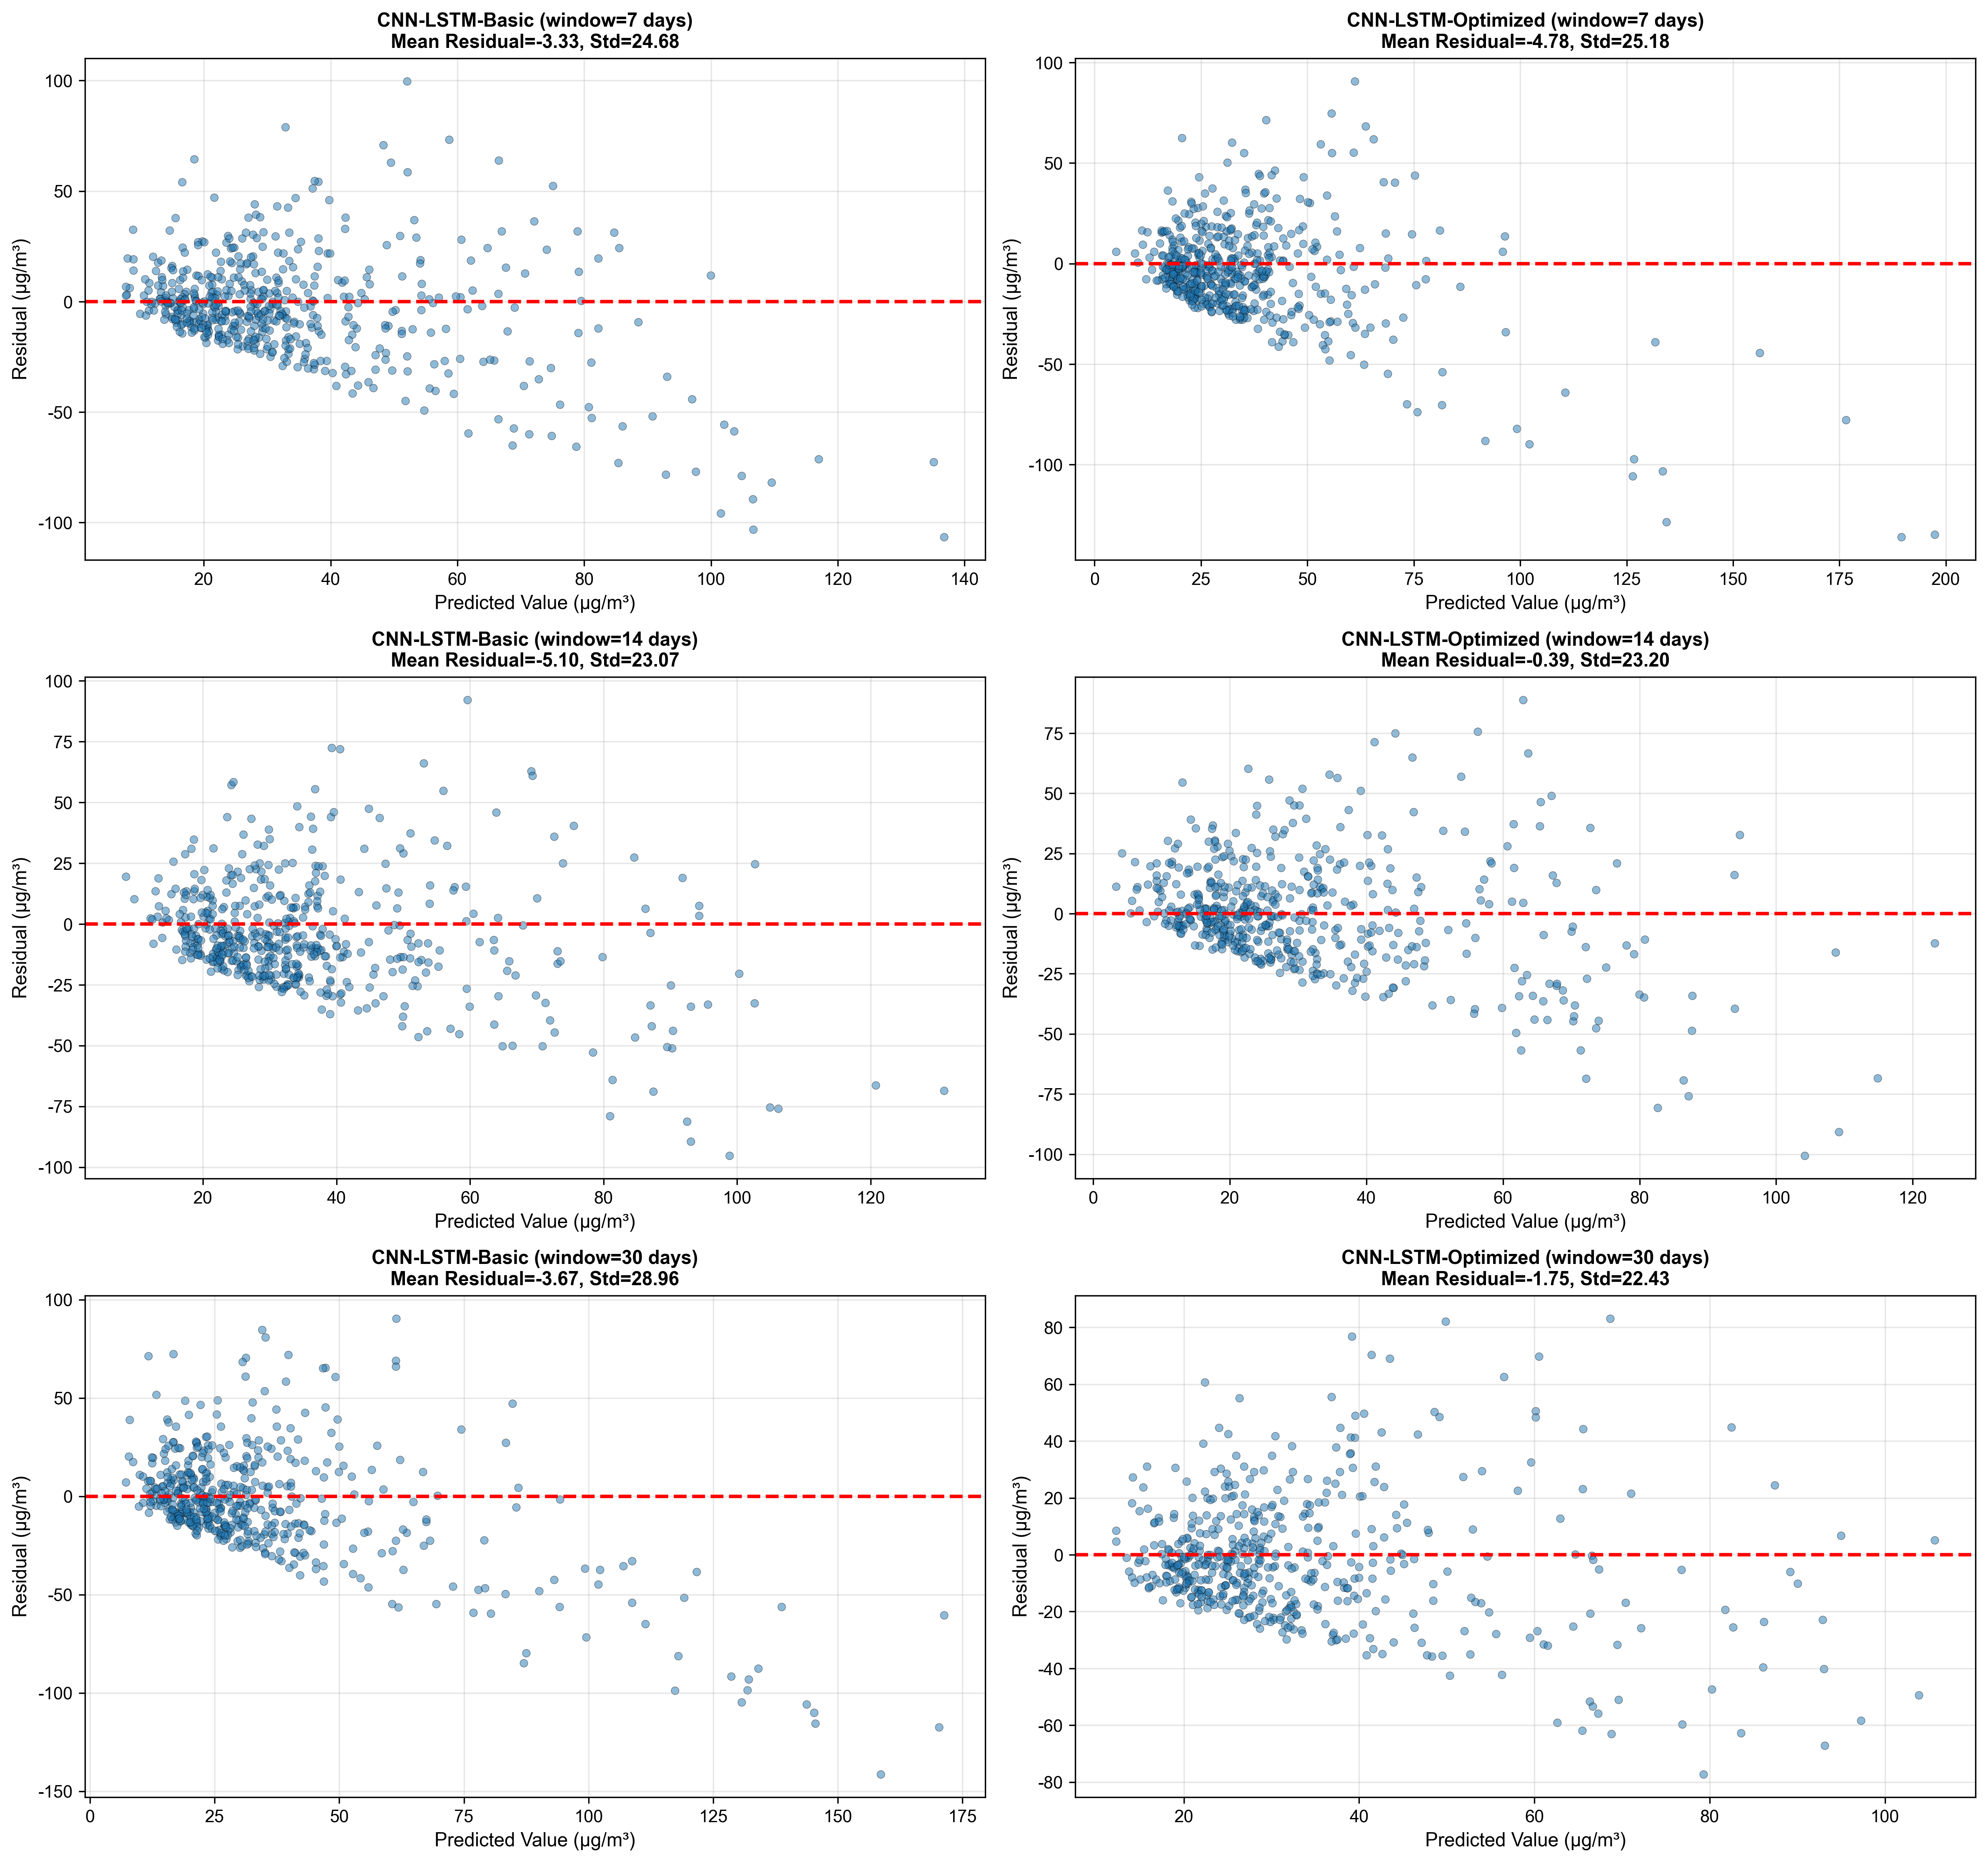 CNN-LSTM-Basic (window=7 days)
Mean Residual=-3.33, Std=24.68
100
50
0
-50
-100
Residual (µg/m³)
20 40 60 80 100 120 140
Predicted Value (µg/m³)
CNN-LSTM-Optimized (window=7 days)
Mean Residual=-4.78, Std=25.18
100
50
0
-50
-100
Residual (µg/m³)
0 25 50 75 100 125 150 175 200
Predicted Value (µg/m³)
CNN-LSTM-Basic (window=14 days)
Mean Residual=-5.10, Std=23.07
100
75
50
25
0
-25
-50
-75
-100
Residual (µg/m³)
20 40 60 80 100 120
Predicted Value (µg/m³)
CNN-LSTM-Optimized (window=14 days)
Mean Residual=-0.39, Std=23.20
75
50
25
0
-25
-50
-75
-100
Residual (µg/m³)
0 20 40 60 80 100 120
Predicted Value (µg/m³)
CNN-LSTM-Basic (window=30 days)
Mean Residual=-3.67, Std=28.96
100
50
0
-50
-100
-150
Residual (µg/m³)
0 25 50 75 100 125 150 175
Predicted Value (µg/m³)
CNN-LSTM-Optimized (window=30 days)
Mean Residual=-1.75, Std=22.43
80
60
40
20
0
-20
-40
-60
-80
Residual (µg/m³)
20 40 60 80 100
Predicted Value (µg/m³)